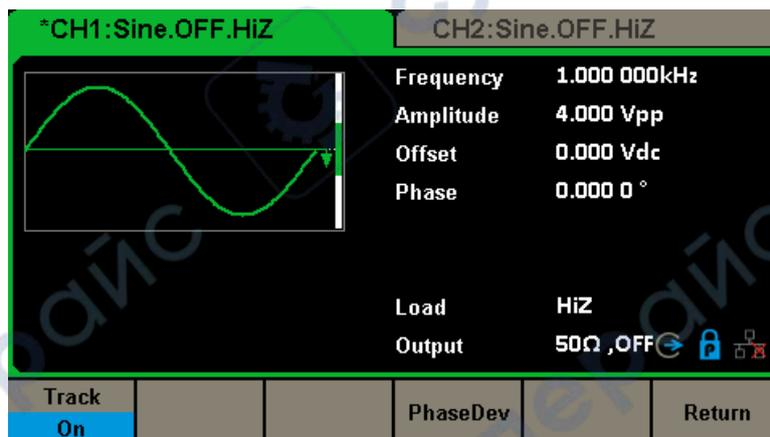 *CH1:Sine.OFF.HiZ CH2:Sine.OFF.HiZ
Frequency 1.000 000kHz
Amplitude 4.000 Vpp
Offset 0.000 Vdc
Phase 0.000 0 °
Load HiZ
Output 50Ω ,OFF
P
Track PhaseDev Return
On